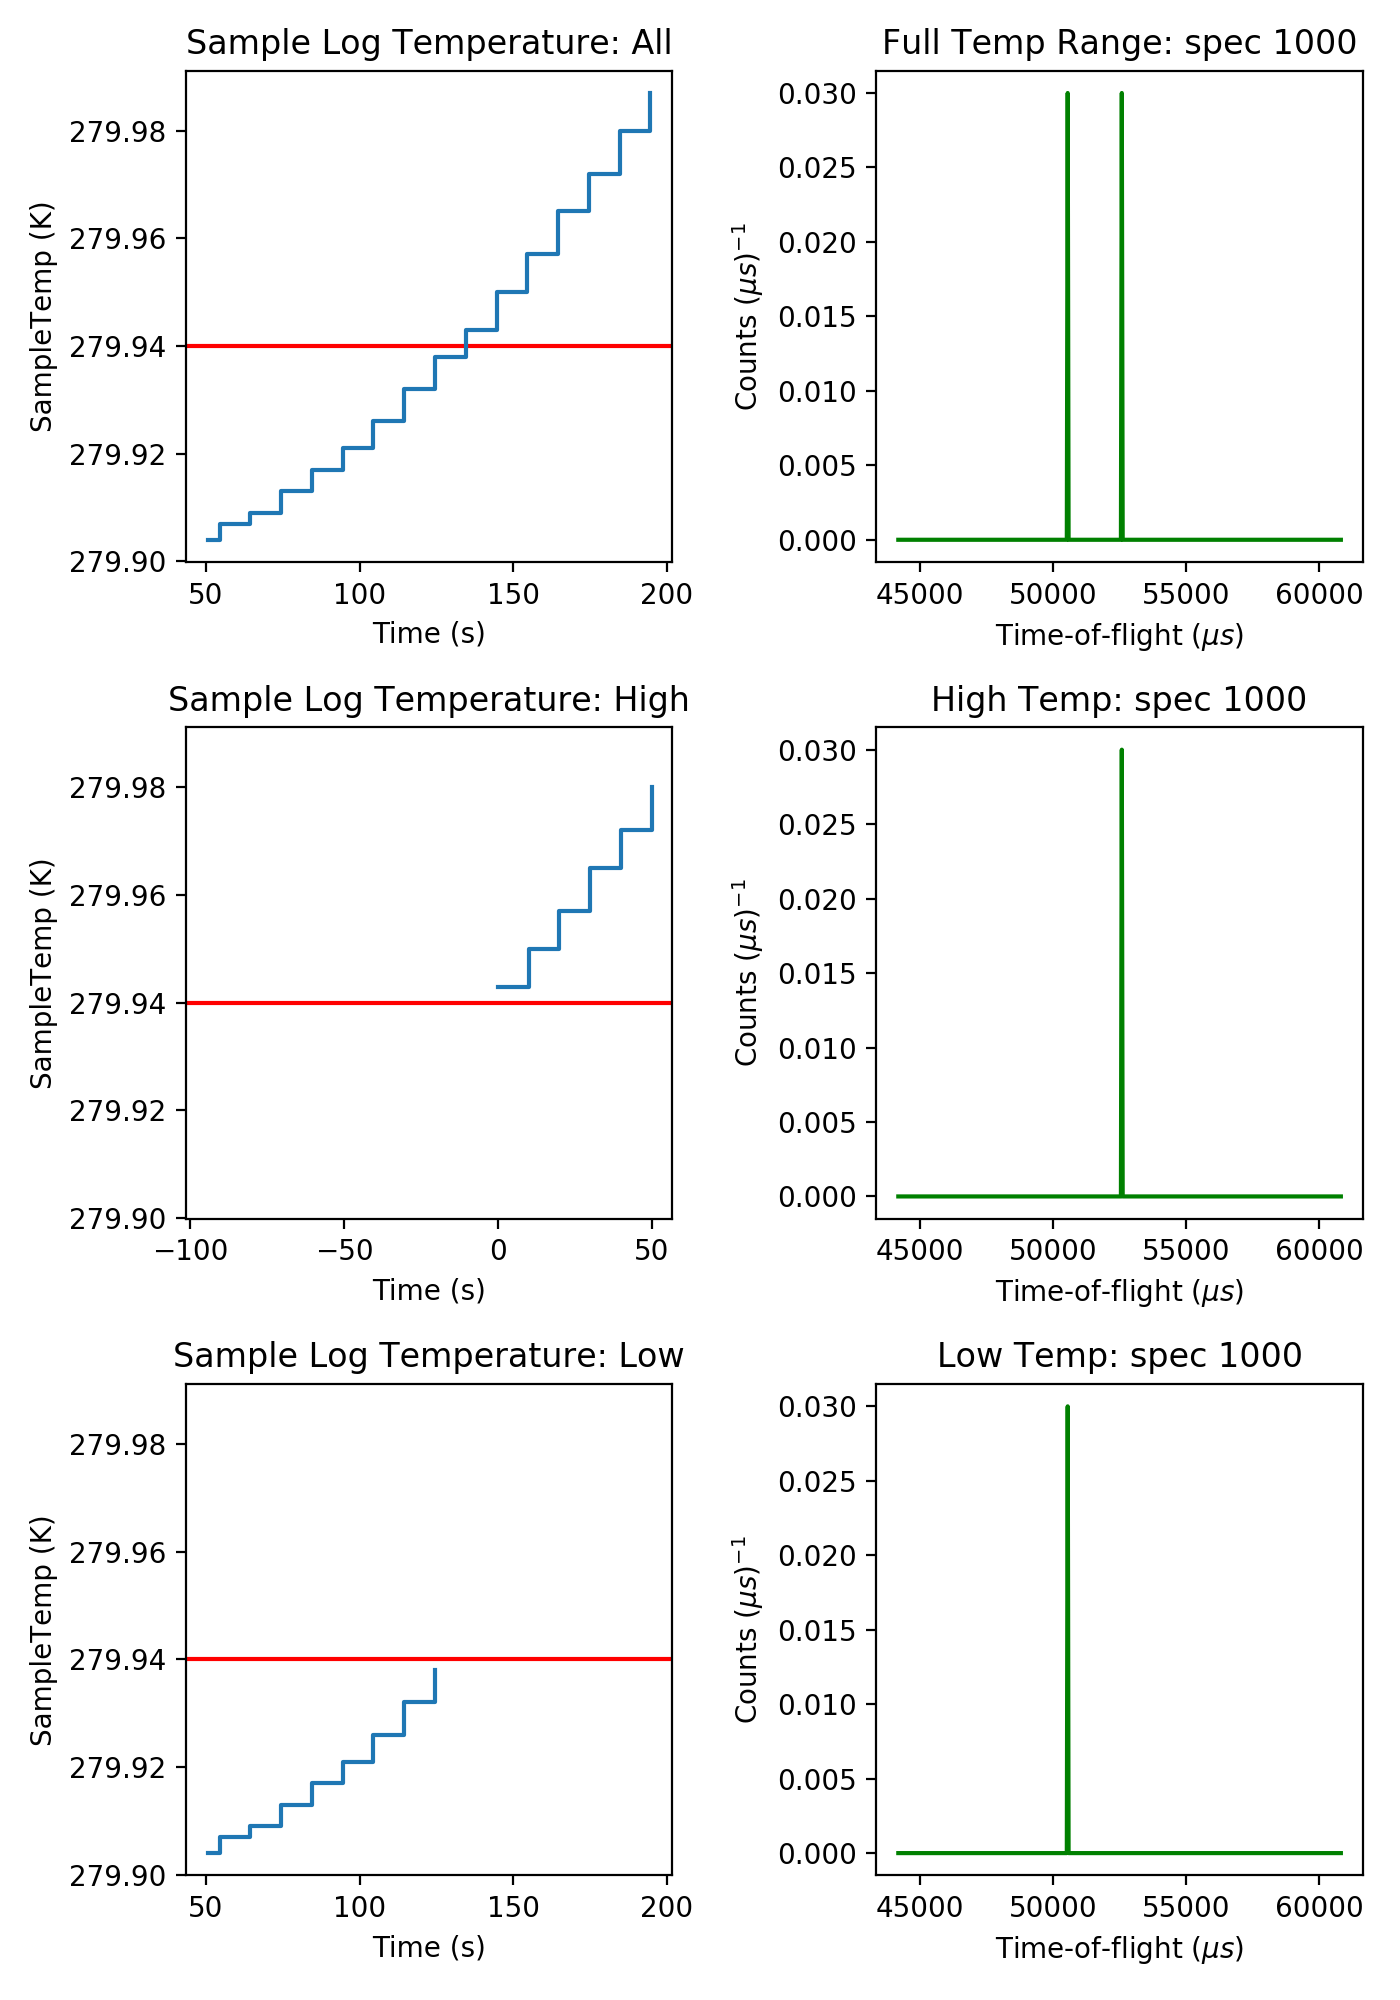 Sample Log Temperature: All
SampleTemp (K)
279.98
279.96
279.94
279.92
279.90
50 100 150 200
Time (s)
Full Temp Range: spec 1000
Counts (μs)⁻¹
0.030
0.025
0.020
0.015
0.010
0.005
0.000
45000 50000 55000 60000
Time-of-flight (μs)
Sample Log Temperature: High
SampleTemp (K)
279.98
279.96
279.94
279.92
279.90
−100 −50 0 50
Time (s)
High Temp: spec 1000
Counts (μs)⁻¹
0.030
0.025
0.020
0.015
0.010
0.005
0.000
45000 50000 55000 60000
Time-of-flight (μs)
Sample Log Temperature: Low
SampleTemp (K)
279.98
279.96
279.94
279.92
279.90
50 100 150 200
Time (s)
Low Temp: spec 1000
Counts (μs)⁻¹
0.030
0.025
0.020
0.015
0.010
0.005
0.000
45000 50000 55000 60000
Time-of-flight (μs)